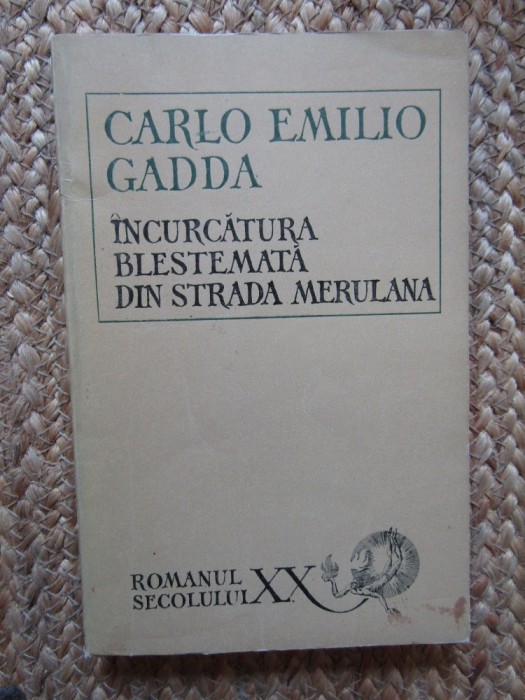 CARLO EMILIO
GADDA
ÎNCURCĂTURA
BLESTEMATĂ
DIN STRADA MERULANA
ROMANUL
SECOLULUI XX